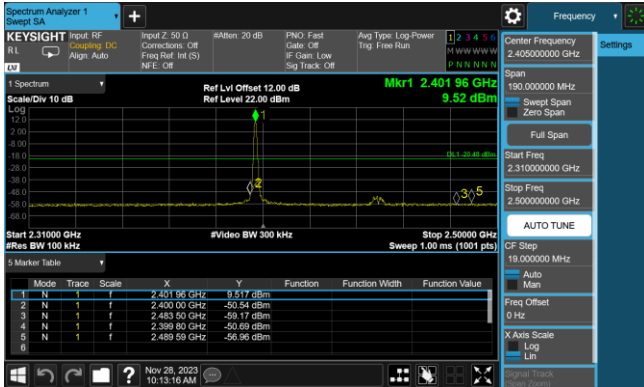 Spectrum Analyzer 1
Swept SA
Frequency
KEYSIGHT
Input: RF
Coupling: DC
Align: Auto
R L
LXI
Input Z: 50 Ω
Corrections: Off
Freq Ref: Int (S)
NFE: Off
#Atten: 20 dB
PNO: Fast
Gate: Off
IF Gain: Low
Sig Track: Off
Avg Type: Log-Power
Trig: Free Run
1 2 3 4 5 6
M W W W W W
P N N N N N
1 Spectrum
Scale/Div 10 dB
Ref Lvl Offset 12.00 dB
Ref Level 22.00 dBm
Mkr1 2.401 96 GHz
9.52 dBm
Log
12.0
2.00
-8.00
-18.0
-28.0
-38.0
-48.0
-58.0
-68.0
1
2
3
5
Start 2.31000 GHz
#Res BW 100 kHz
#Video BW 300 kHz
Stop 2.50000 GHz
Sweep 1.00 ms (1001 pts)
5 Marker Table
Mode Trace Scale X Y Function Function Width Function Value
1 N 1 f 2.401 96 GHz 9.517 dBm
2 N 1 f 2.400 00 GHz -50.54 dBm
3 N 1 f 2.483 50 GHz -59.17 dBm
4 N 1 f 2.399 80 GHz -50.69 dBm
5 N 1 f 2.489 59 GHz -56.96 dBm
6
Nov 28, 2023
10:13:16 AM
Settings
Center Frequency
2.405000000 GHz
Span
190.000000 MHz
Swept Span
Zero Span
Full Span
Start Freq
2.310000000 GHz
Stop Freq
2.500000000 GHz
AUTO TUNE
CF Step
19.000000 MHz
Auto
Man
Freq Offset
0 Hz
X Axis Scale
Log
Lin
Signal Track
(Span Zoom)